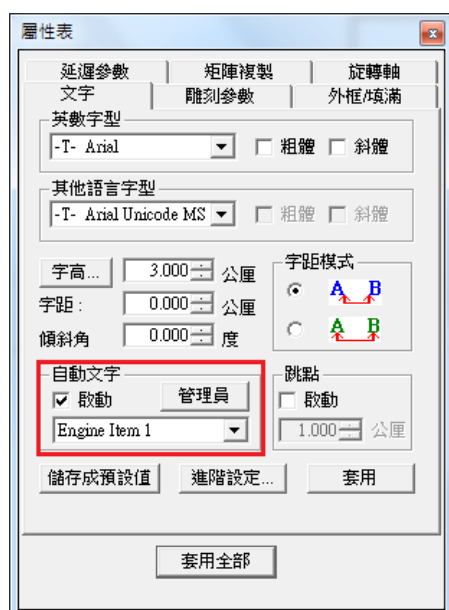 屬性表
延遲參數 矩陣複製 旋轉軸
文字 雕刻參數 外框/填滿
英數字型
-T- Arial 粗體 斜體
其他語言字型
-T- Arial Unicode MS 粗體 斜體
字高... 3.000 公厘
字距: 0.000 公厘
傾斜角 0.000 度
字距模式
A B
A B
自動文字
啟動 管理員
Engine Item 1
跳點
啟動
1.000 公厘
儲存成預設值 進階設定... 套用
套用全部